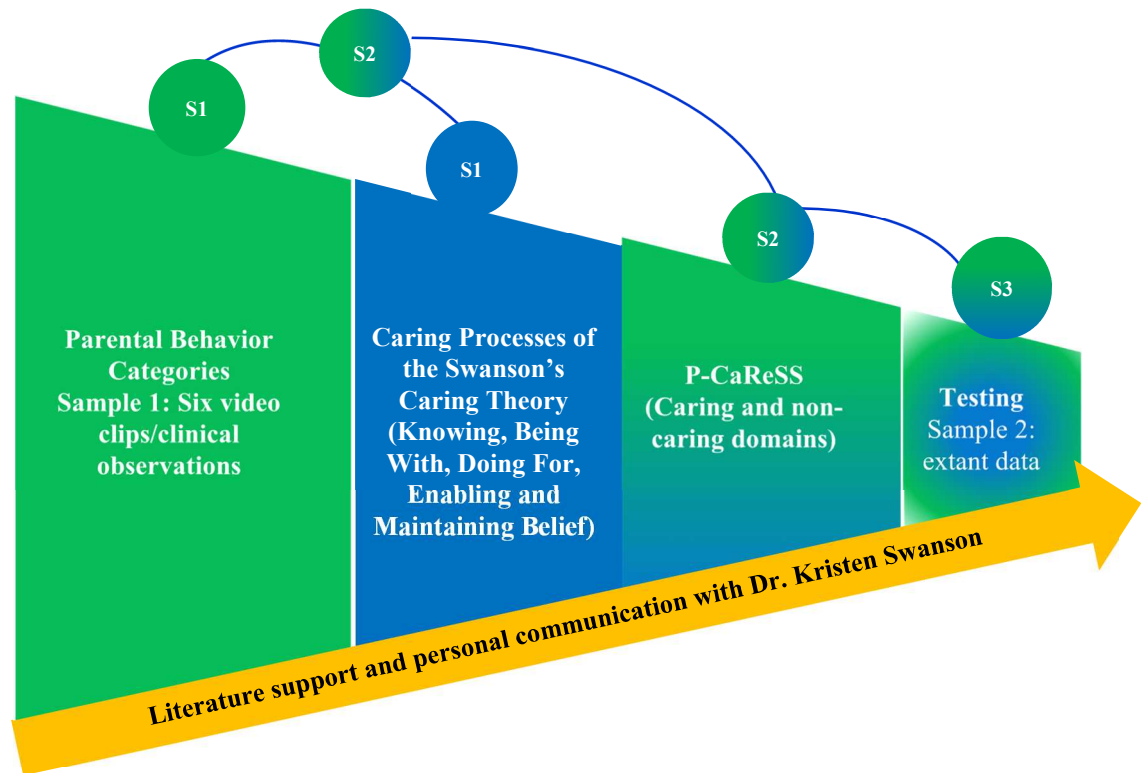 S1
S2
S1
S2
S3
Parental Behavior
Categories
Sample 1: Six video
clips/clinical
observations
Caring Processes of
the Swanson’s
Caring Theory
(Knowing, Being
With, Doing For,
Enabling and
Maintaining Belief)
P-CaReSS
(Caring and non-
caring domains)
Testing
Sample 2:
extant data
Literature support and personal communication with Dr. Kristen Swanson